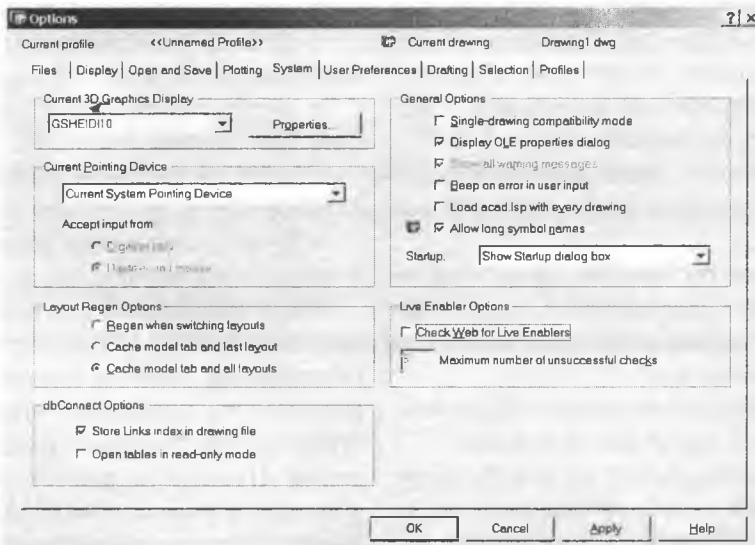 Options
Current profile <<Unnamed Profile>> Current drawing Drawing1 dwg
Files Display Open and Save Plotting System User Preferences Drafting Selection Profiles
Current 3D Graphics Display
GSHEIDI10 Properties...
Current Pointing Device
Current System Pointing Device
Accept input from
Layout Regen Options
Regen when switching layouts
Cache model tab and last layout
Cache model tab and all layouts
dbConnect Options
Store Links index in drawing file
Open tables in read-only mode
General Options
Single-drawing compatibility mode
Display OLE properties dialog
Show all warning messages
Beep on error in user input
Load acad.lsp with every drawing
Allow long symbol names
Startup. Show Startup dialog box
Live Enabler Options
Check Web for Live Enablers
Maximum number of unsuccessful checks
OK Cancel Apply Help